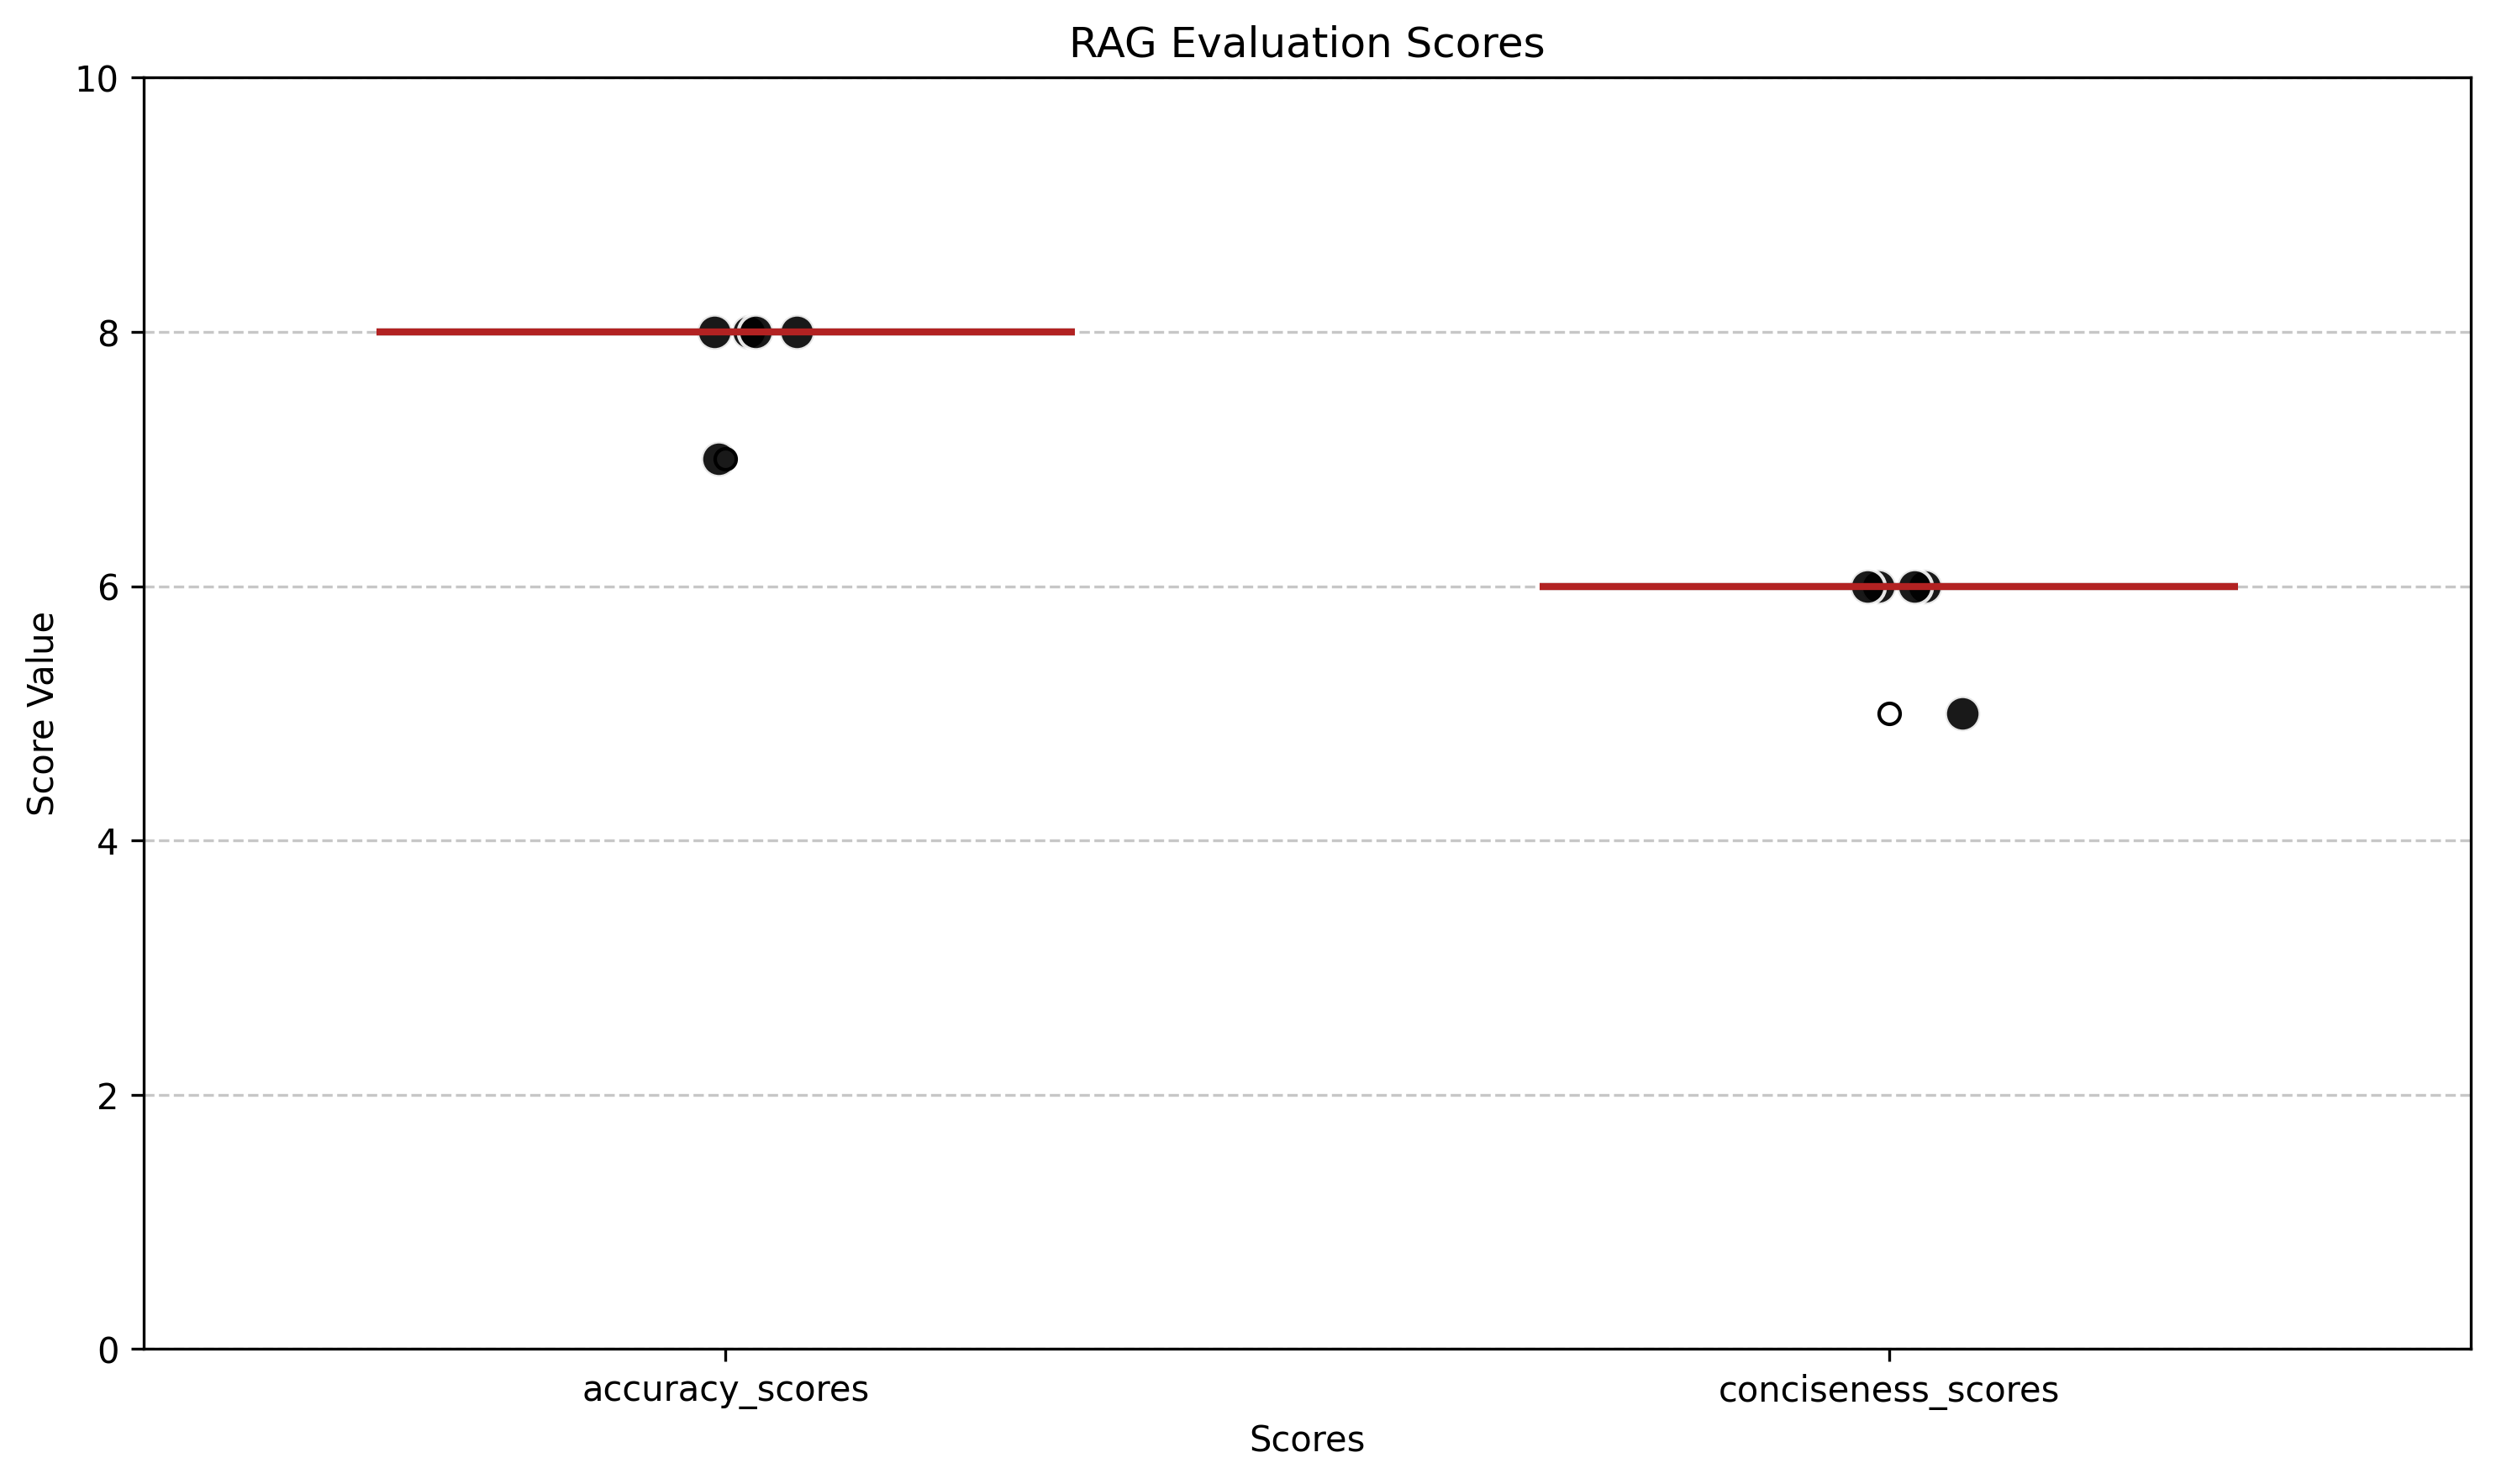 RAG Evaluation Scores
10
8
6
4
2
0
Score Value
accuracy_scores
conciseness_scores
Scores